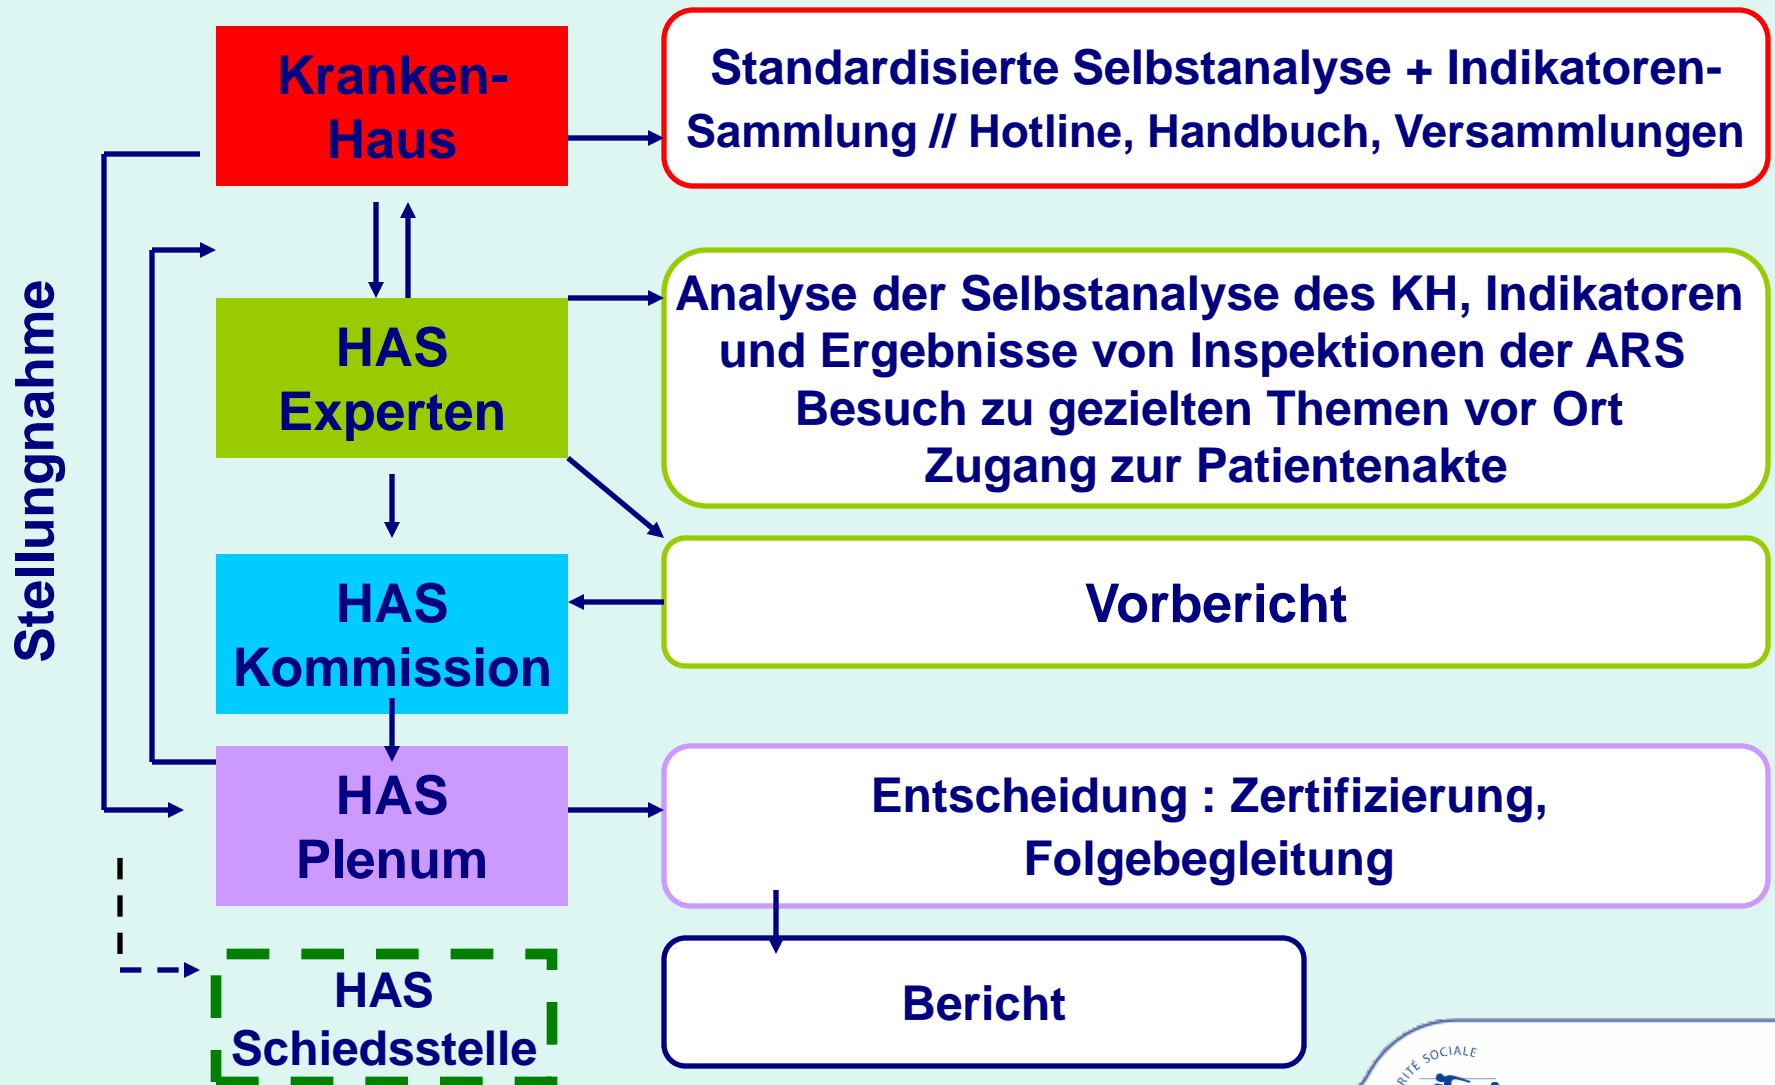 Kranken-
Haus
Standardisierte Selbstanalyse + Indikatoren-
Sammlung // Hotline, Handbuch, Versammlungen
Stellungnahme
HAS
Experten
Analyse der Selbstanalyse des KH, Indikatoren
und Ergebnisse von Inspektionen der ARS
Besuch zu gezielten Themen vor Ort
Zugang zur Patientenakte
HAS
Kommission
Vorbericht
HAS
Plenum
Entscheidung : Zertifizierung,
Folgebegleitung
HAS
Schiedsstelle
Bericht
SOCIALE